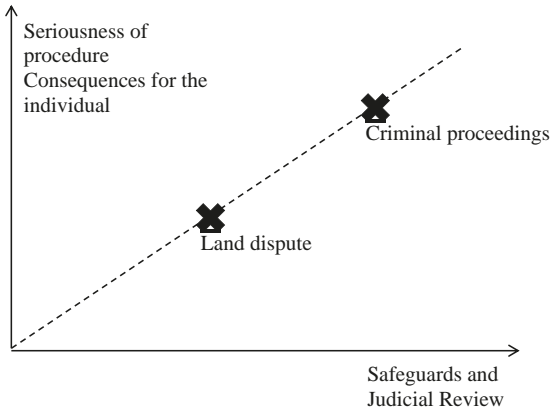 Seriousness of
procedure
Consequences for the
individual
Criminal proceedings
Land dispute
Safeguards and
Judicial Review